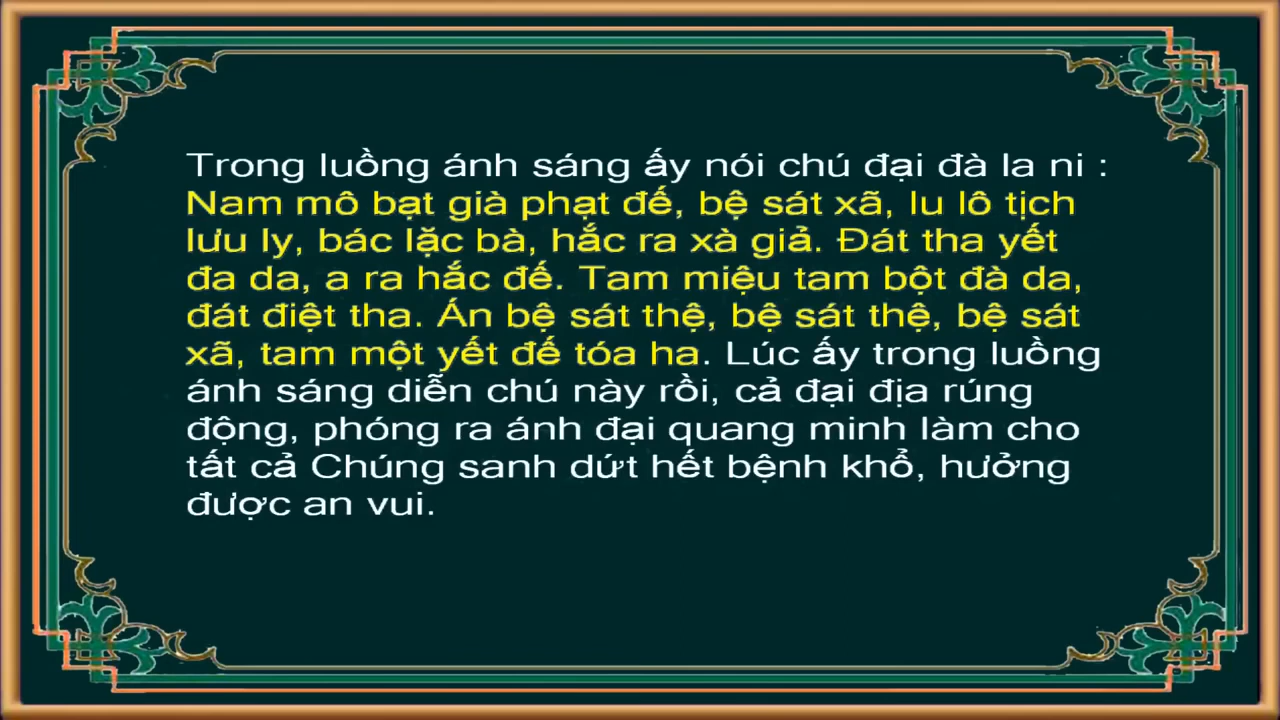 Trong luồng ánh sáng ấy nói chú đại đà la ni :
Nam mô bạt già phạt đế, bệ sát xã, lu lô tịch
lưu ly, bác lặc bà, hắc ra xà giả. Đát tha yết
đa da, a ra hắc đế. Tam miệu tam bột đà da,
đát điệt tha. Án bệ sát thệ, bệ sát thệ, bệ sát
xã, tam một yết đế tóa ha. Lúc ấy trong luồng
ánh sáng diễn chú này rồi, cả đại địa rúng
động, phóng ra ánh đại quang minh làm cho
tất cả Chúng sanh dứt hết bệnh khổ, hưởng
được an vui.